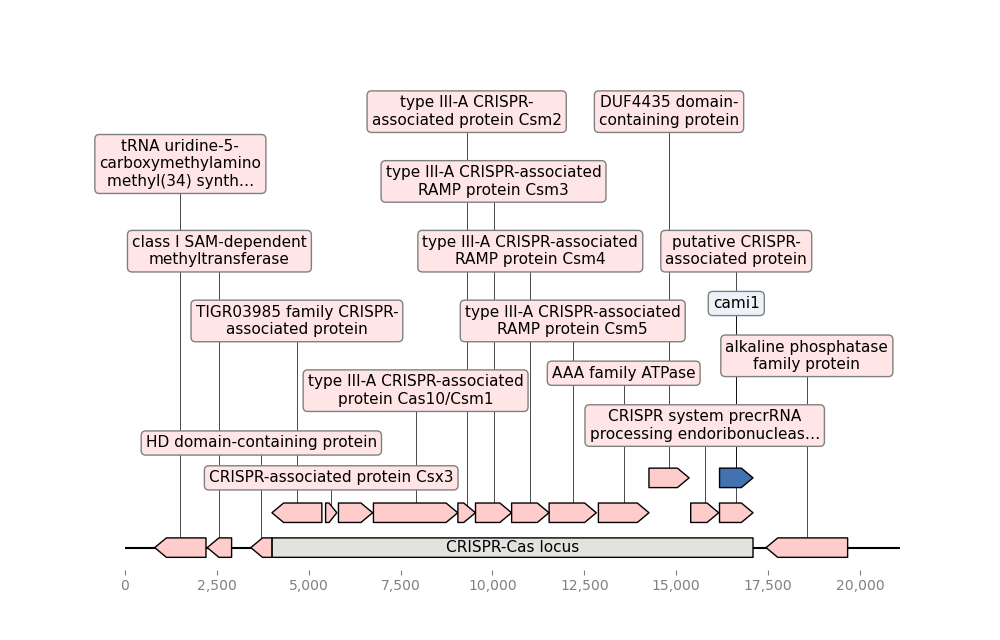 type III-A CRISPR-
associated protein Csm2
DUF4435 domain-
containing protein
tRNA uridine-5-
carboxymethylamino
methyl(34) synth…
type III-A CRISPR-associated
RAMP protein Csm3
class I SAM-dependent
methyltransferase
type III-A CRISPR-associated
RAMP protein Csm4
putative CRISPR-
associated protein
cami1
TIGR03985 family CRISPR-
associated protein
type III-A CRISPR-associated
RAMP protein Csm5
alkaline phosphatase
family protein
type III-A CRISPR-associated
protein Cas10/Csm1
AAA family ATPase
CRISPR system precrRNA
processing endoribonucleas…
HD domain-containing protein
CRISPR-associated protein Csx3
CRISPR-Cas locus
0 2,500 5,000 7,500 10,000 12,500 15,000 17,500 20,000